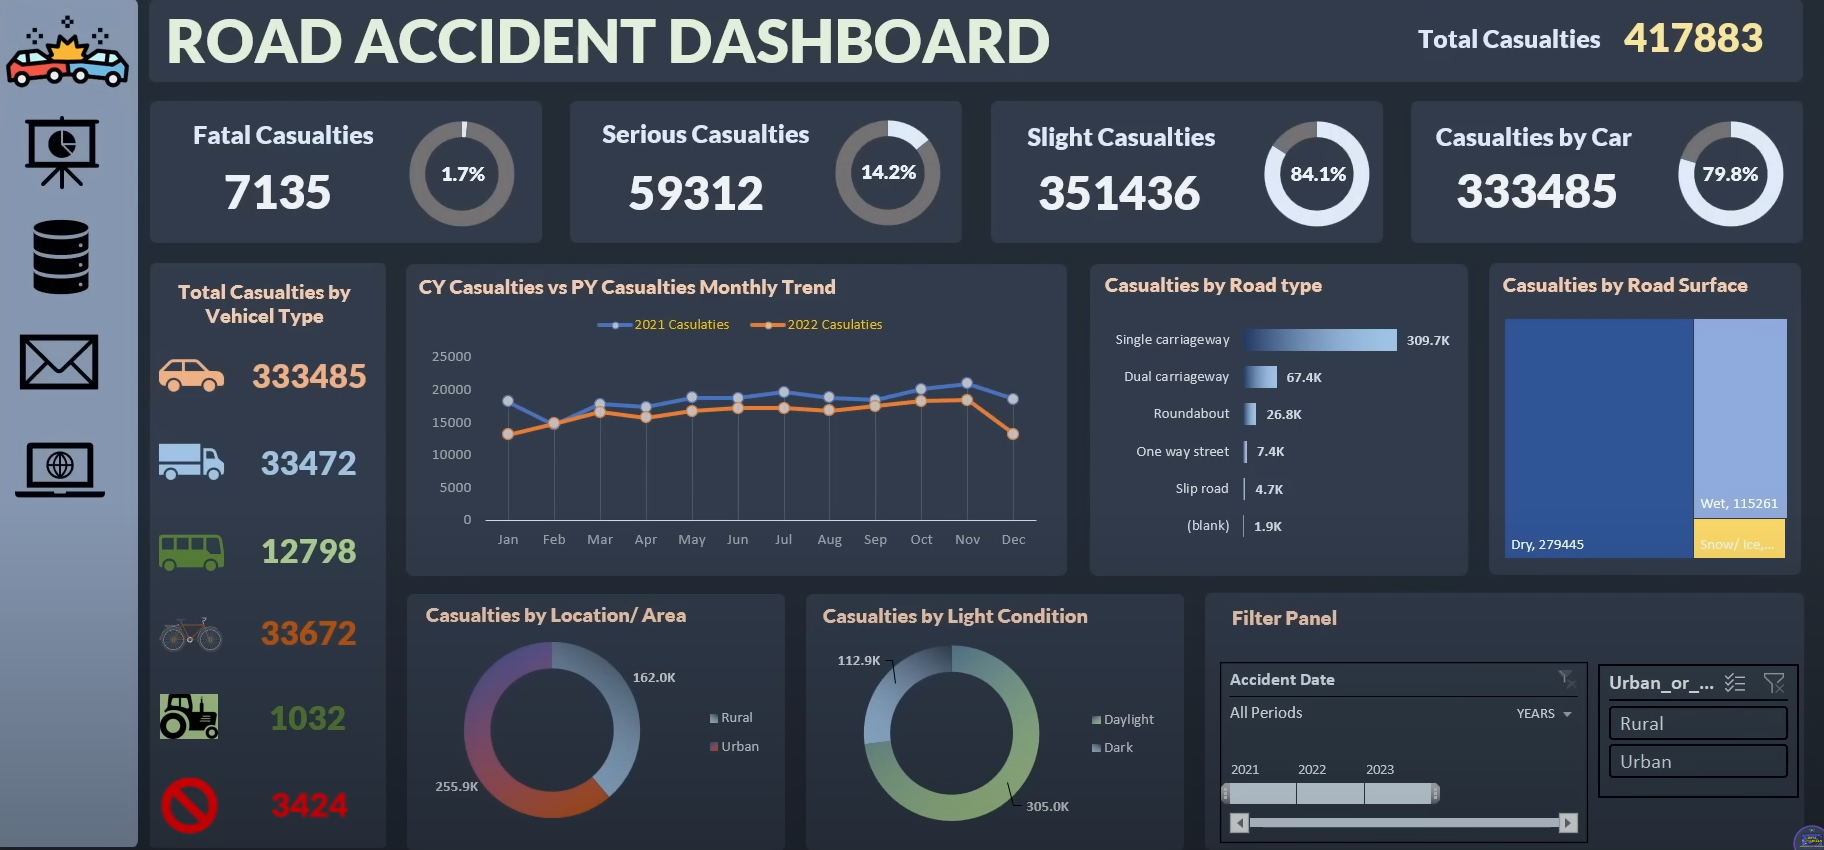 ROAD ACCIDENT DASHBOARD
Total Casualties 417883
Fatal Casualties
7135
1.7%
Serious Casualties
59312
14.2%
Slight Casualties
351436
84.1%
Casualties by Car
333485
79.8%
Total Casualties by
Vehicel Type
333485
33472
12798
33672
1032
3424
CY Casualties vs PY Casualties Monthly Trend
2021 Casulaties 2022 Casulaties
25000
20000
15000
10000
5000
0
Jan Feb Mar Apr May Jun Jul Aug Sep Oct Nov Dec
Casualties by Road type
Single carriageway 309.7K
Dual carriageway 67.4K
Roundabout 26.8K
One way street 7.4K
Slip road 4.7K
(blank) 1.9K
Casualties by Road Surface
Wet, 115261
Dry, 279445
Snow/ Ice,...
Casualties by Location/ Area
162.0K
255.9K
Rural
Urban
Casualties by Light Condition
112.9K
305.0K
Daylight
Dark
Filter Panel
Accident Date
All Periods YEARS
2021 2022 2023
Urban_or_...
Rural
Urban